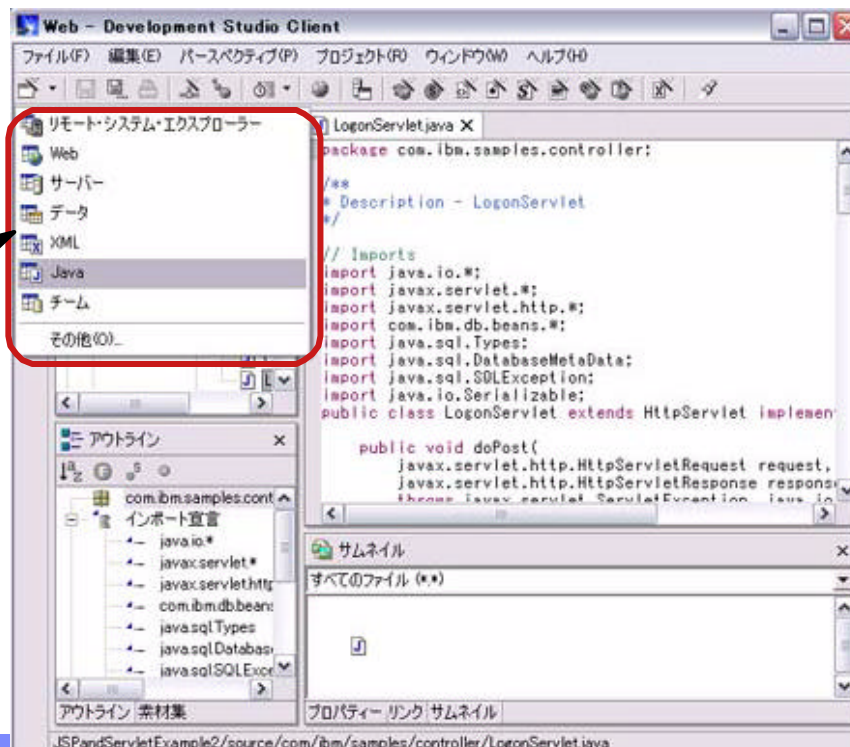 Web - Development Studio Client
ファイル(F) 編集(E) パースペクティブ(P) プロジェクト(R) ウィンドウ(W) ヘルプ(H)
リモート・システム・エクスプローラー
Web
サーバー
データ
XML
Java
チーム
その他(O)...
LogonServlet.java
package com.ibm.samples.controller;
/**
* Description - LogonServlet
*/
// Imports
import java.io.*;
import javax.servlet.*;
import javax.servlet.http.*;
import com.ibm.db.beans.*;
import java.sql.Types;
import java.sql.DatabaseMetaData;
import java.sql.SQLException;
import java.io.Serializable;
public class LogonServlet extends HttpServlet implemen
public void doPost(
javax.servlet.http.HttpServletRequest request,
javax.servlet.http.HttpServletResponse respons
throws javax.servlet.ServletException, java.io
アウトライン
com.ibm.samples.cont
インポート宣言
java.io.*
javax.servlet.*
javax.servlet.http
com.ibm.db.beans
java.sql.Types
java.sql.Databas
java.sql.SQLExce
アウトライン 素材集
サムネイル
すべてのファイル (*.*)
プロパティー リンク サムネイル
JSPandServletExample2/source/com/ibm/samples/controller/LogonServlet.java